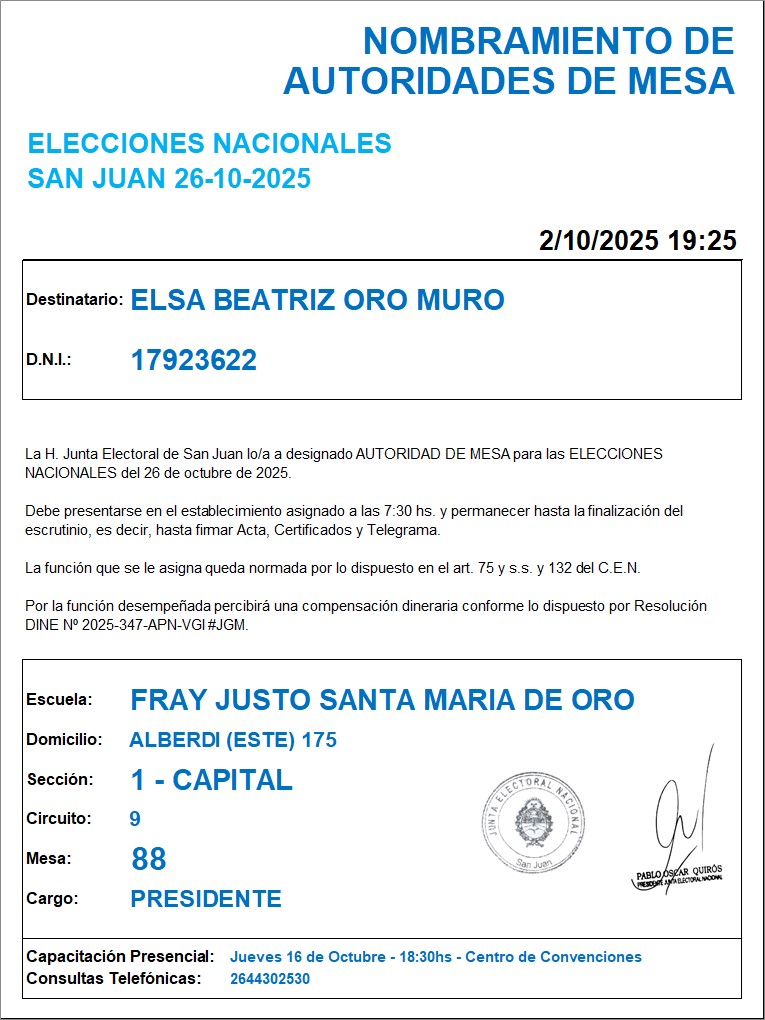 NOMBRAMIENTO DE
AUTORIDADES DE MESA
ELECCIONES NACIONALES
SAN JUAN 26-10-2025
2/10/2025 19:25
Destinatario: ELSA BEATRIZ ORO MURO
D.N.I.: 17923622
La H. Junta Electoral de San Juan lo/a a designado AUTORIDAD DE MESA para las ELECCIONES
NACIONALES del 26 de octubre de 2025.
Debe presentarse en el establecimiento asignado a las 7:30 hs. y permanecer hasta la finalización del
escrutinio, es decir, hasta firmar Acta, Certificados y Telegrama.
La función que se le asigna queda normada por lo dispuesto en el art. 75 y s.s. y 132 del C.E.N.
Por la función desempeñada percibirá una compensación dineraria conforme lo dispuesto por Resolución
DINE Nº 2025-347-APN-VGI#JGM.
Escuela: FRAY JUSTO SANTA MARIA DE ORO
Domicilio: ALBERDI (ESTE) 175
Sección: 1 - CAPITAL
Circuito: 9
Mesa: 88
Cargo: PRESIDENTE
JUNTA ELECTORAL NACIONAL
San Juan
PABLO OSCAR QUIRÓS
PRESIDENTE JUNTA ELECTORAL NACIONAL
Capacitación Presencial: Jueves 16 de Octubre - 18:30hs - Centro de Convenciones
Consultas Telefónicas: 2644302530